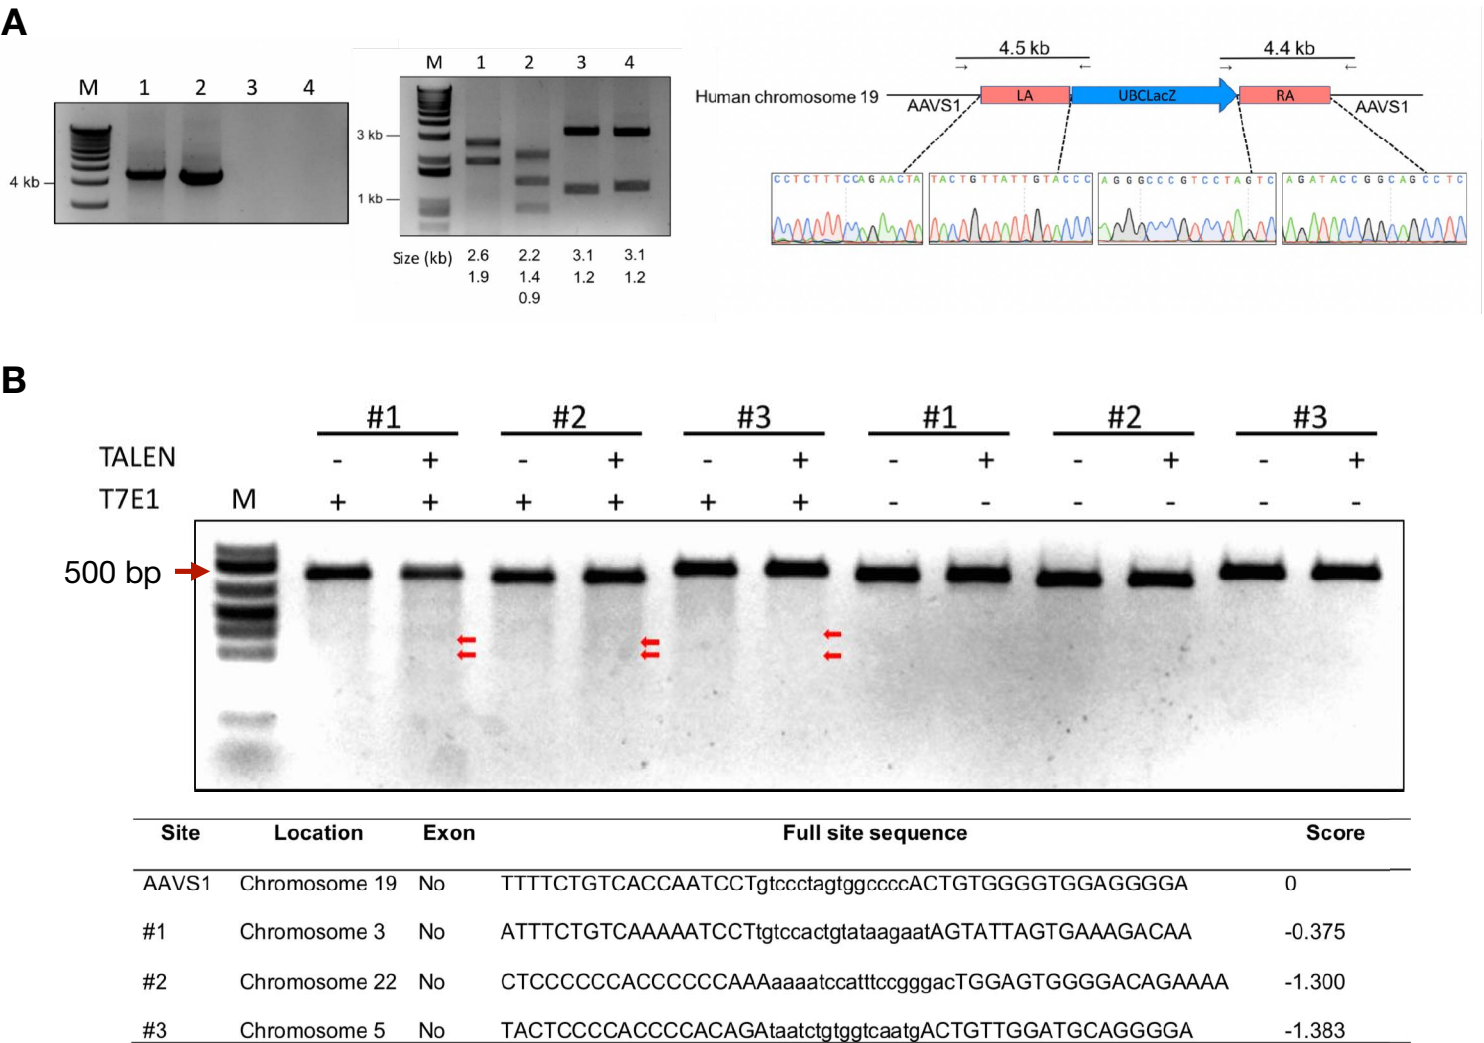 A
M 1 2 3 4
4 kb
M 1 2 3 4
3 kb
1 kb
Size (kb) 2.6 2.2 3.1 3.1
1.9 1.4 1.2 1.2
0.9
4.5 kb 4.4 kb
→ ← → ←
Human chromosome 19 AAVS1 LA UBCLacZ RA AAVS1
CCTCTTTCCAGAACTA TACTGTTATTGTACCC AGGGCCCGTCCTAGTC AGATACCGGCAGCCTC
B
#1 #2 #3 #1 #2 #3
TALEN - + - + - + - + - + - +
T7E1 M + + + + + + - - - - - -
500 bp
Site Location Exon Full site sequence Score
AAVS1 Chromosome 19 No TTTTCTGTCACCAATCCTgtccctagtggccccACTGTGGGGTGGAGGGGA 0
#1 Chromosome 3 No ATTTCTGTCAAAAATCCTtgtccactgtataagaatAGTATTAGTGAAAGACAA -0.375
#2 Chromosome 22 No CTCCCCCCACCCCCCAAAaaaatccatttccgggacTGGAGTGGGGACAGAAAA -1.300
#3 Chromosome 5 No TACTCCCCACCCCACAGAtaatctgtggtcaatgACTGTTGGATGCAGGGGA -1.383